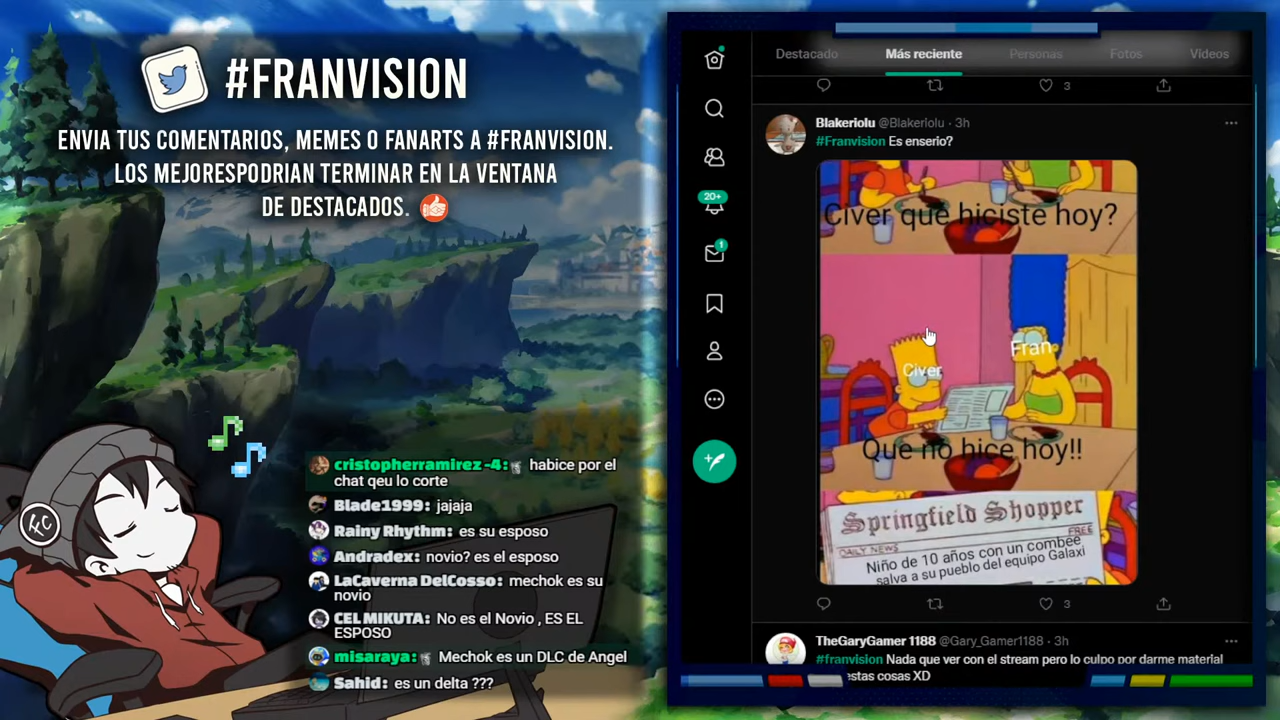 #FRANVISION
ENVIA TUS COMENTARIOS, MEMES O FANARTS A #FRANVISION.
LOS MEJORESPODRIAN TERMINAR EN LA VENTANA
DE DESTACADOS.
cristopherramirez -4: habice por el
chat qeu lo corte
Blade1999: jajaja
Rainy Rhythm: es su esposo
Andradex: novio? es el esposo
LaCaverna DelCosso: mechok es su
novio
CEL MIKUTA: No es el Novio , ES EL
ESPOSO
misaraya: Mechok es un DLC de Angel
Sahid: es un delta ???
Destacado Más reciente Personas Fotos Vídeos
3
20+
1
Blakeriolu @Blakeriolu · 3h
#Franvision Es enserio?
Civer que hiciste hoy?
Fran
Civer
Que no hice hoy!!
Springfield Shopper
DAILY NEWS FREE
Niño de 10 años con un combee
salva a su pueblo del equipo Galaxi
3
TheGaryGamer 1188 @Gary_Gamer1188 · 3h
#franvision Nada que ver con el stream pero lo culpo por darme material
estas cosas XD